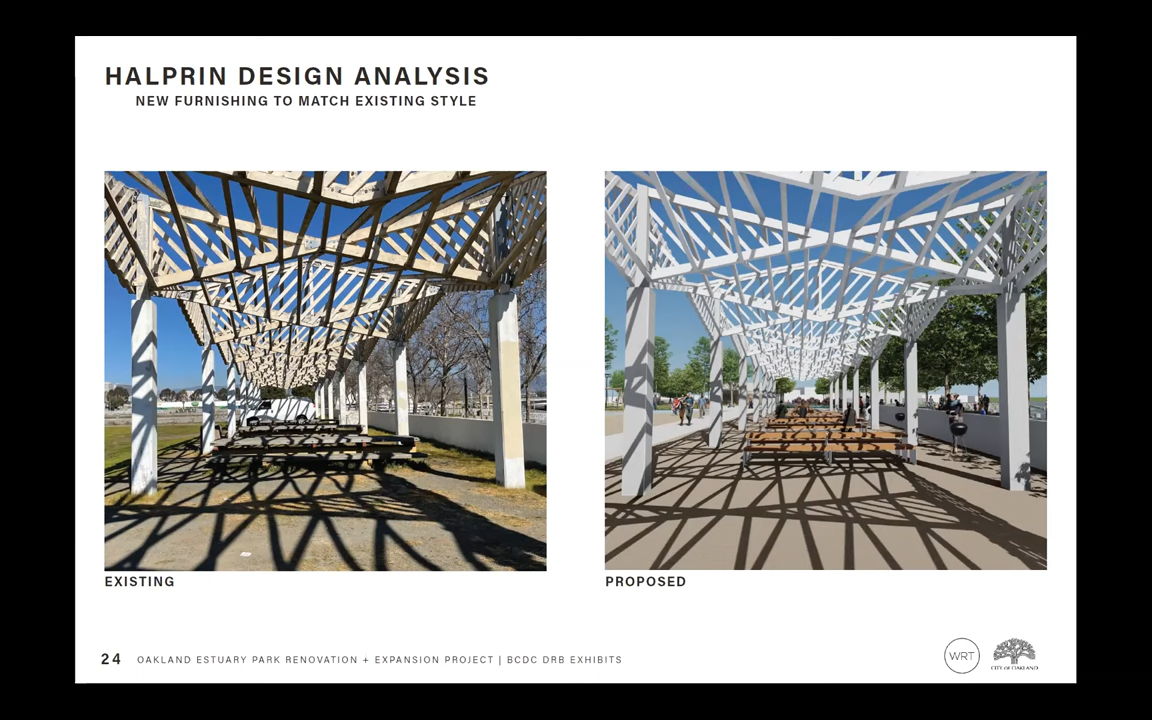 HALPRIN DESIGN ANALYSIS
NEW FURNISHING TO MATCH EXISTING STYLE
EXISTING
PROPOSED
24 OAKLAND ESTUARY PARK RENOVATION + EXPANSION PROJECT | BCDC DRB EXHIBITS
WRT
CITY OF OAKLAND